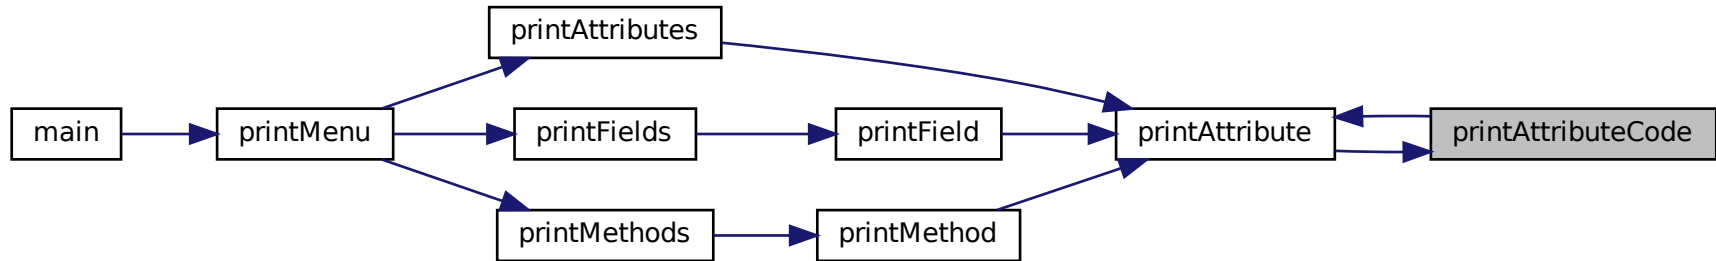 printAttributes
main
printMenu
printFields
printField
printAttribute
printAttributeCode
printMethods
printMethod